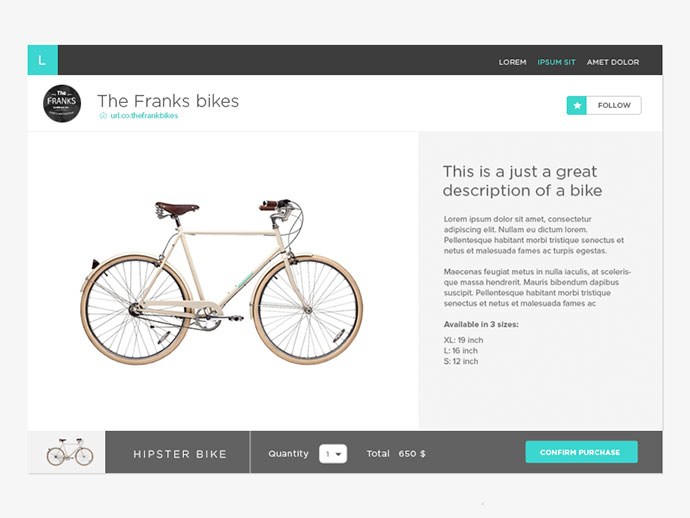 L
LOREM IPSUM SIT AMET DOLOR
The
FRANKS
The Franks bikes
url.co.thefrankbikes
FOLLOW
This is a just a great
description of a bike
Lorem ipsum dolor sit amet, consectetur
adipiscing elit. Nullam eu dictum lorem.
Pellentesque habitant morbi tristique senectus et
netus et malesuada fames ac turpis egestas.
Maecenas feugiat metus in nulla iaculis, at sceleris-
que massa hendrerit. Mauris bibendum dapibus
suscipit. Pellentesque habitant morbi tristique
senectus et netus et malesuada fames ac
Available in 3 sizes:
XL: 19 inch
L: 16 inch
S: 12 inch
HIPSTER BIKE
Quantity 1 Total 650 $
CONFIRM PURCHASE